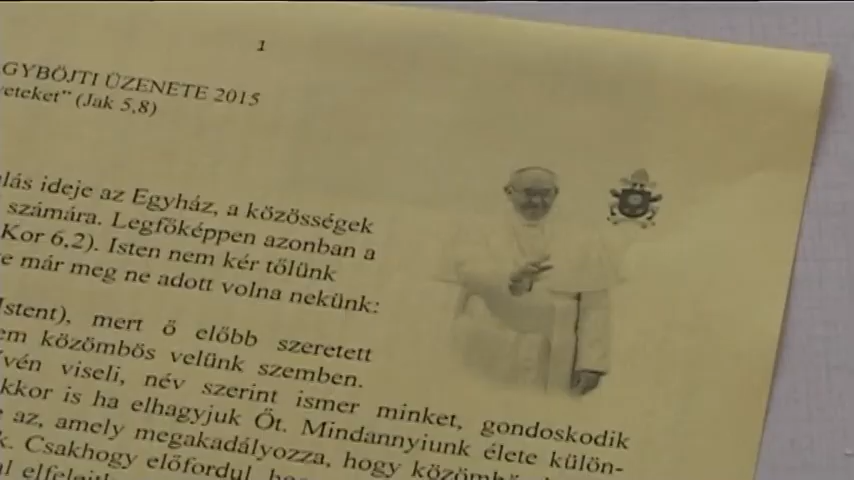 1
GYBÖJTI ÜZENETE 2015
eteket” (Jak 5,8)
lás ideje az Egyház, a közösségek
számára. Legfőképpen azonban a
Kor 6,2). Isten nem kér tőlünk
e már meg ne adott volna nekünk:
Istent), mert ő előbb szeretett
em közömbös velünk szemben.
ívén viseli, név szerint ismer minket, gondoskodik
kkor is ha elhagyjuk Őt. Mindannyiunk élete külön-
az, amely megakadályozza, hogy
k. Csakhogy előfordul